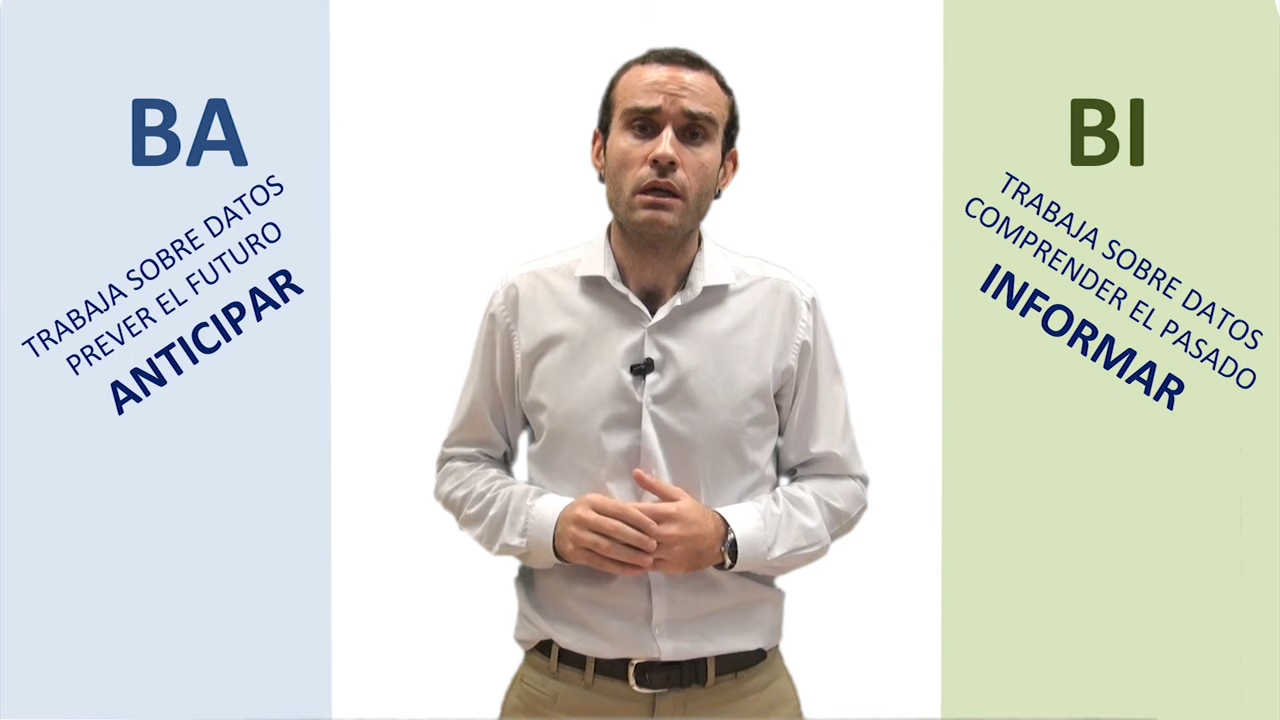 BA
TRABAJA SOBRE DATOS
PREVER EL FUTURO
ANTICIPAR
BI
TRABAJA SOBRE DATOS
COMPRENDER EL PASADO
INFORMAR